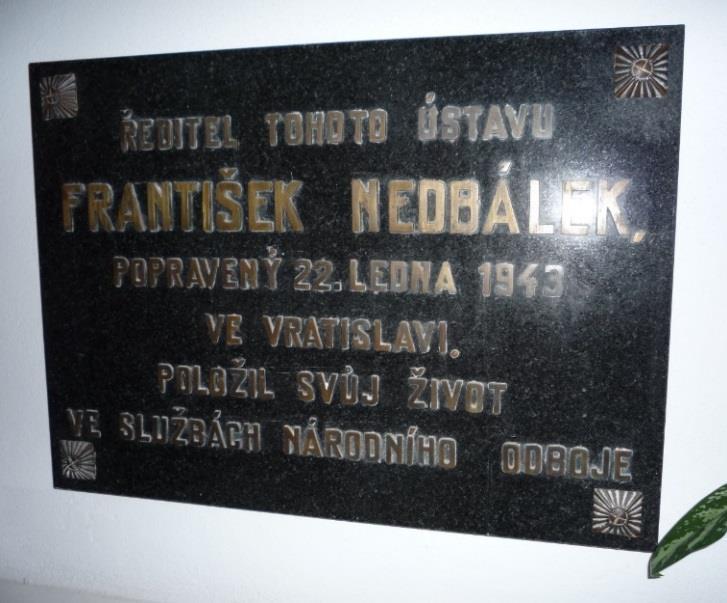 ŘEDITEL TOHOTO ÚSTAVU
FRANTIŠEK NEDBÁLEK,
POPRAVENÝ 22. LEDNA 1943
VE VRATISLAVI.
POLOŽIL SVŮJ ŽIVOT
VE SLUŽBÁCH NÁRODNÍHO ODBOJE